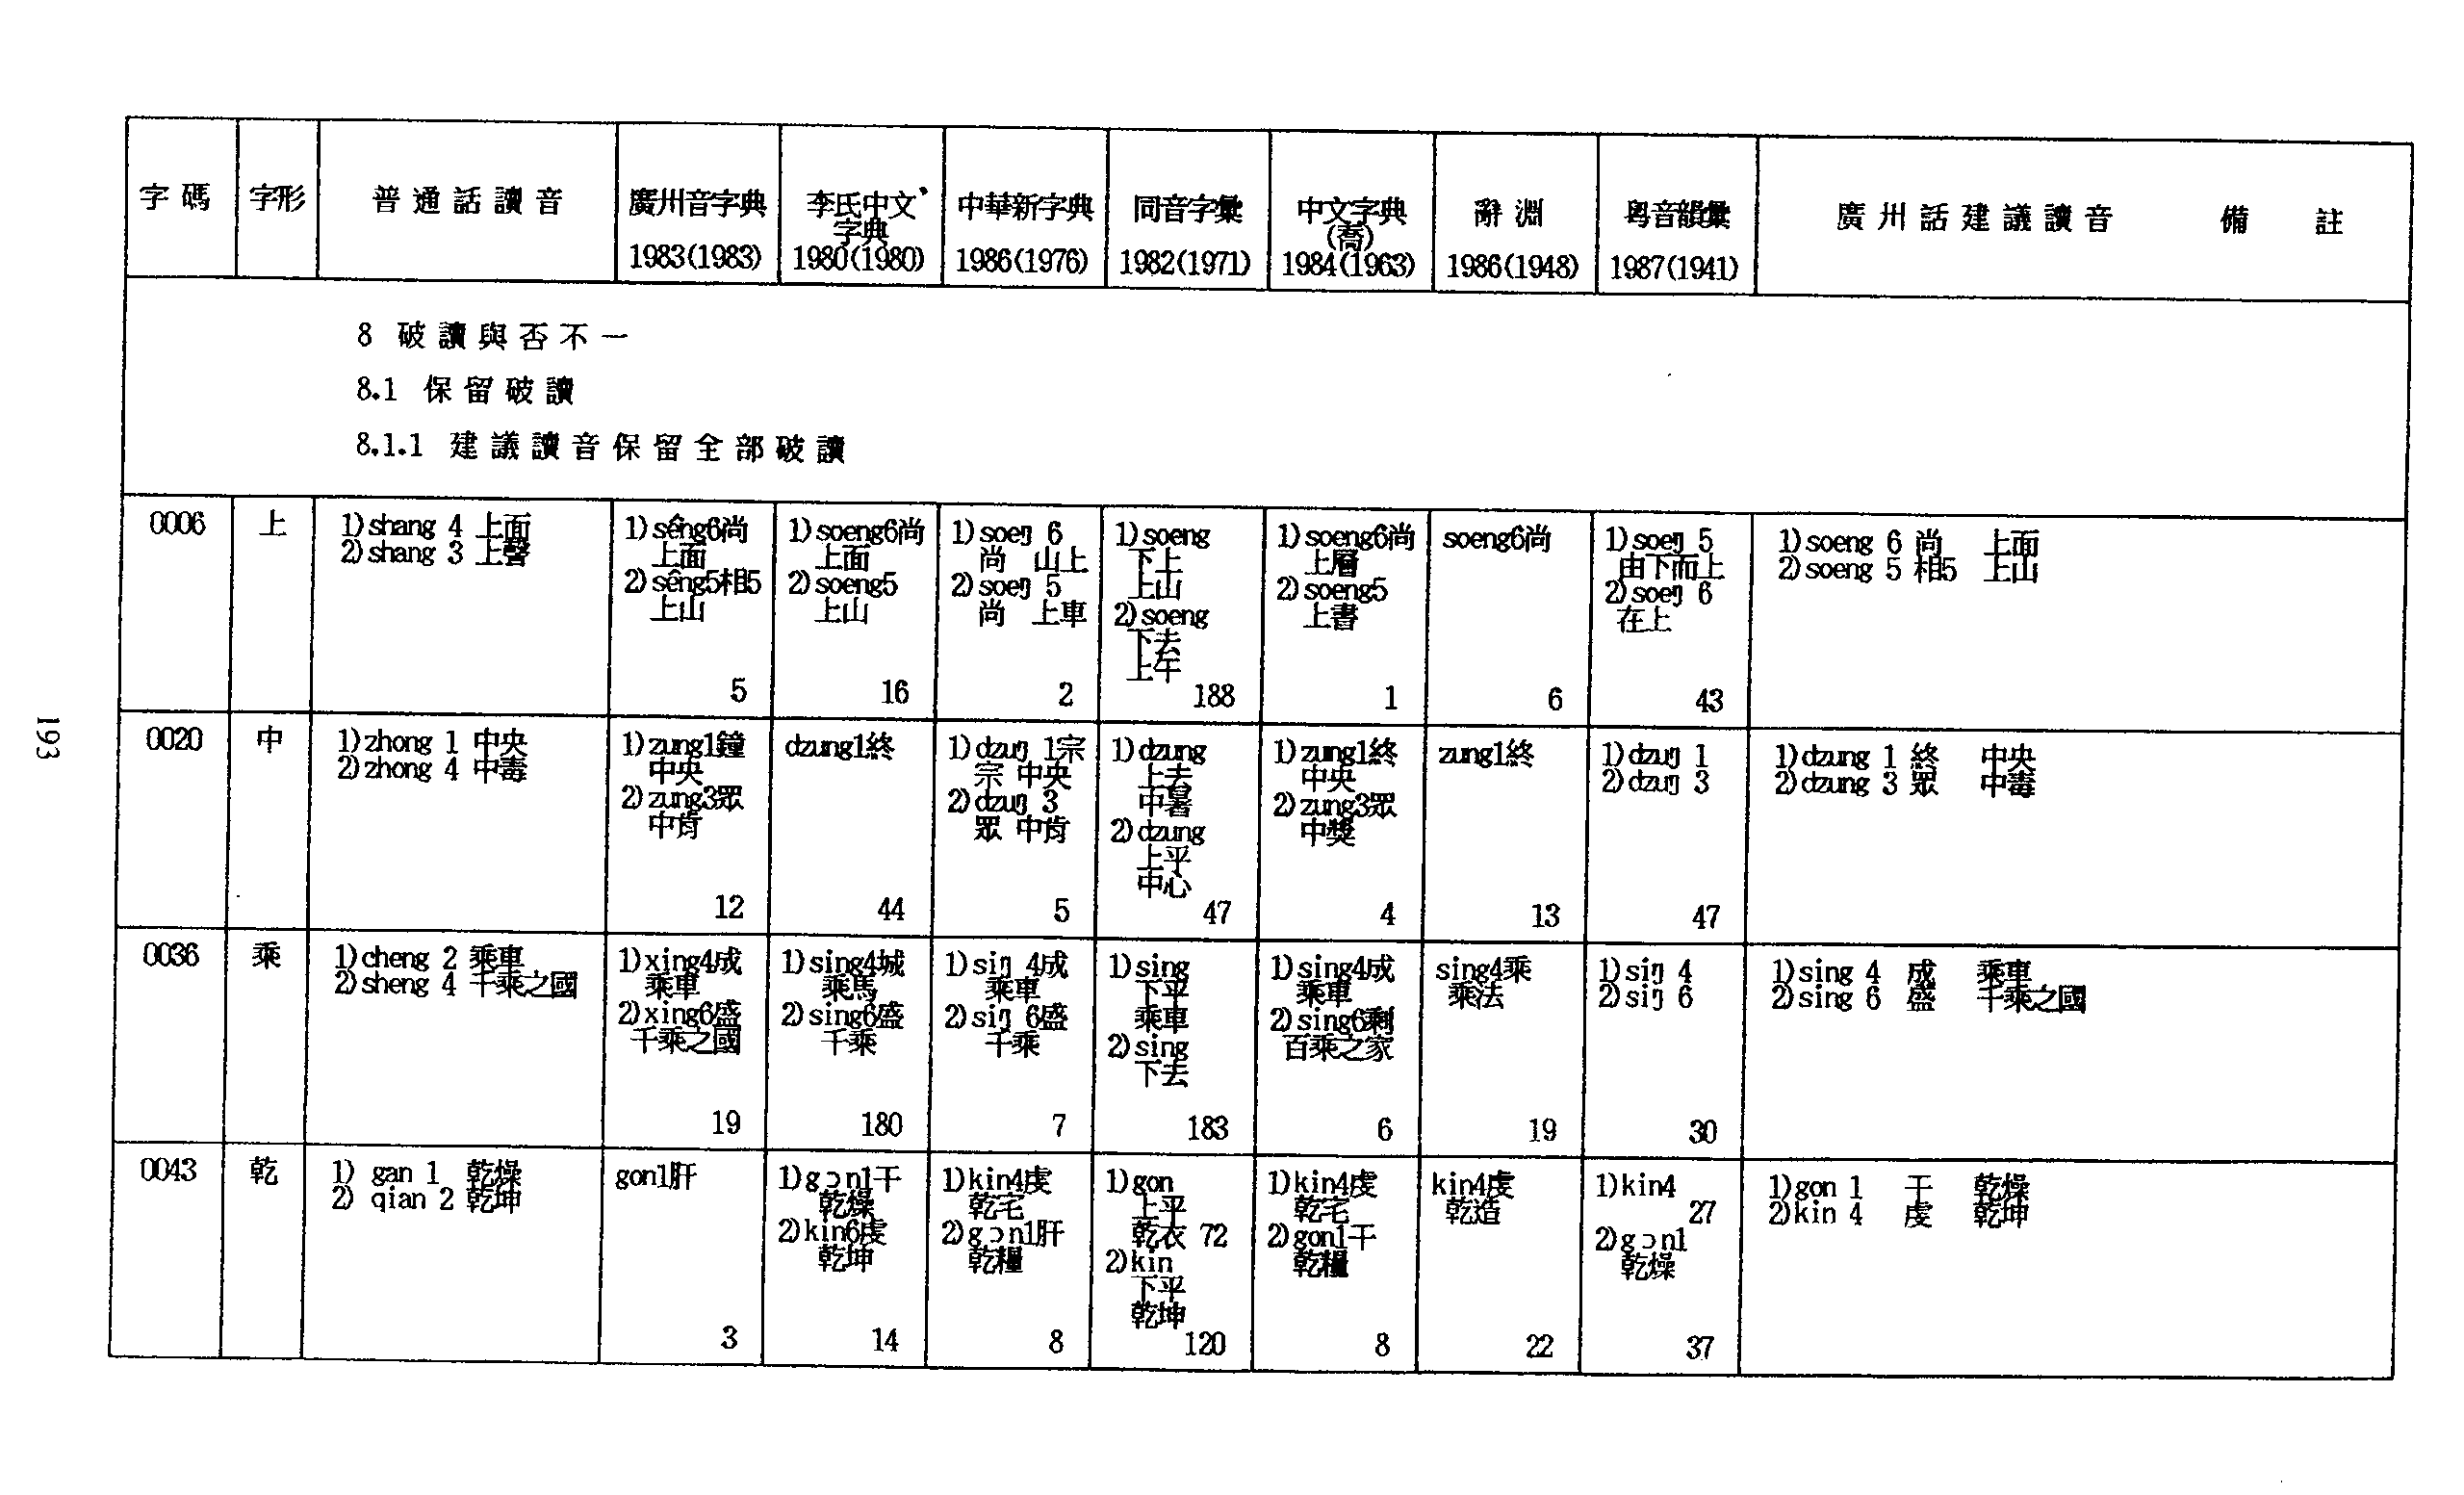 字碼 字形 普通話讀音 廣州音字典 1983(1983) 李氏中文字典 1980(1980) 中華新字典 1986(1976) 同音字彙 1982(1971) 中文字典(喬) 1984(1963) 辭淵 1986(1948) 粵音韻彙 1987(1941) 廣州話建議讀音 備註
8 破讀與否不一
8.1 保留破讀
8.1.1 建議讀音保留全部破讀
0006
上
1)shang 4 上面
2)shang 3 上聲
1)sêng6尚
上面
2)sêng5相5
上山
5
1)soeng6尚
上面
2)soeng5
上山
16
1)soeŋ 6
尚 山上
2)soeŋ 5
尚 上車
2
1)soeng
下上
上山
2)soeng
下去
上午
188
1)soeng6尚
上層
2)soeng5
上書
1
soeng6尚
6
1)soeŋ 5
由下而上
2)soeŋ 6
在上
43
1)soeng 6 尚 上面
2)soeng 5 相5 上山
0020
中
1)zhong 1 中央
2)zhong 4 中毒
1)zung1鐘
中央
2)zung3眾
中肯
12
dzung1終
44
1)dzuŋ 1宗
宗 中央
2)dzuŋ 3
眾 中肯
5
1)dzung
上去
中暑
2)dzung
上平
中心
47
1)zung1終
中央
2)zung3眾
中獎
4
zung1終
13
1)dzuŋ 1
2)dzuŋ 3
47
1)dzung 1 終 中央
2)dzung 3 眾 中毒
0036
乘
1)cheng 2 乘車
2)sheng 4 千乘之國
1)xing4成
乘車
2)xing6盛
千乘之國
19
1)sing4城
乘馬
2)sing6盛
千乘
180
1)siŋ 4成
乘車
2)siŋ 6盛
千乘
7
1)sing
下平
乘車
2)sing
下去
183
1)sing4成
乘車
2)sing6剩
百乘之家
6
sing4乘
乘法
19
1)siŋ 4
2)siŋ 6
30
1)sing 4 成 乘車
2)sing 6 盛 千乘之國
0043
乾
1) gan 1 乾燥
2) qian 2 乾坤
gon1肝
3
1)gɔn1干
乾燥
2)kin6虔
乾坤
14
1)kin4虔
乾宅
2)gɔn1肝
乾糧
8
1)gon
上平
乾衣 72
2)kin
下平
乾坤
120
1)kin4虔
乾宅
2)gon1干
乾糧
8
kin4虔
乾造
22
1)kin4
27
2)gɔn1
乾燥
37
1)gon 1 干 乾燥
2)kin 4 虔 乾坤
193